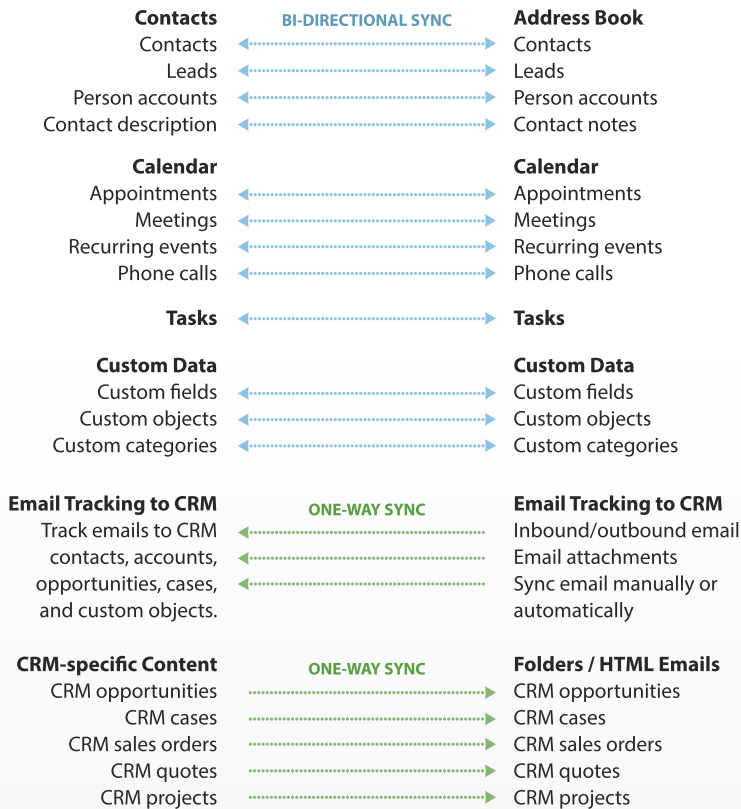 Contacts BI-DIRECTIONAL SYNC Address Book
Contacts Contacts
Leads Leads
Person accounts Person accounts
Contact description Contact notes
Calendar Calendar
Appointments Appointments
Meetings Meetings
Recurring events Recurring events
Phone calls Phone calls
Tasks Tasks
Custom Data Custom Data
Custom fields Custom fields
Custom objects Custom objects
Custom categories Custom categories
Email Tracking to CRM ONE-WAY SYNC Email Tracking to CRM
Track emails to CRM Inbound/outbound email
contacts, accounts, Email attachments
opportunities, cases, Sync email manually or
and custom objects. automatically
CRM-specific Content ONE-WAY SYNC Folders / HTML Emails
CRM opportunities CRM opportunities
CRM cases CRM cases
CRM sales orders CRM sales orders
CRM quotes CRM quotes
CRM projects CRM projects